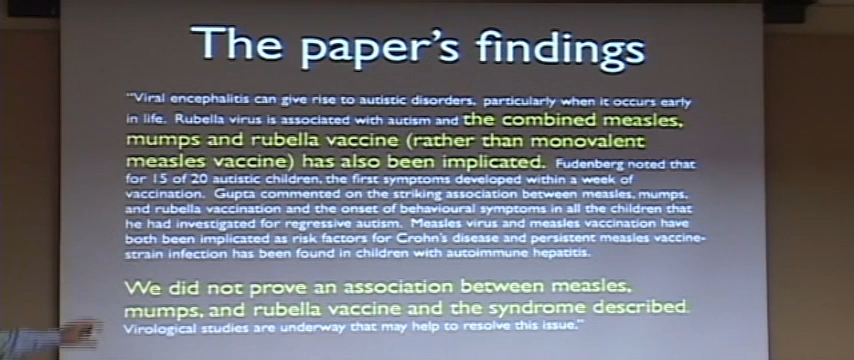 The paper's findings
"Viral encephalitis can give rise to autistic disorders, particularly when it occurs early
in life. Rubella virus is associated with autism and the combined measles,
mumps and rubella vaccine (rather than monovalent
measles vaccine) has also been implicated. Fudenberg noted that
for 15 of 20 autistic children, the first symptoms developed within a week of
vaccination. Gupta commented on the striking association between measles, mumps,
and rubella vaccination and the onset of behavioural symptoms in all the children that
he had investigated for regressive autism. Measles virus and measles vaccination have
both been implicated as risk factors for Crohn's disease and persistent measles vaccine-
strain infection has been found in children with autoimmune hepatitis.
We did not prove an association between measles,
mumps, and rubella vaccine and the syndrome described.
Virological studies are underway that may help to resolve this issue."